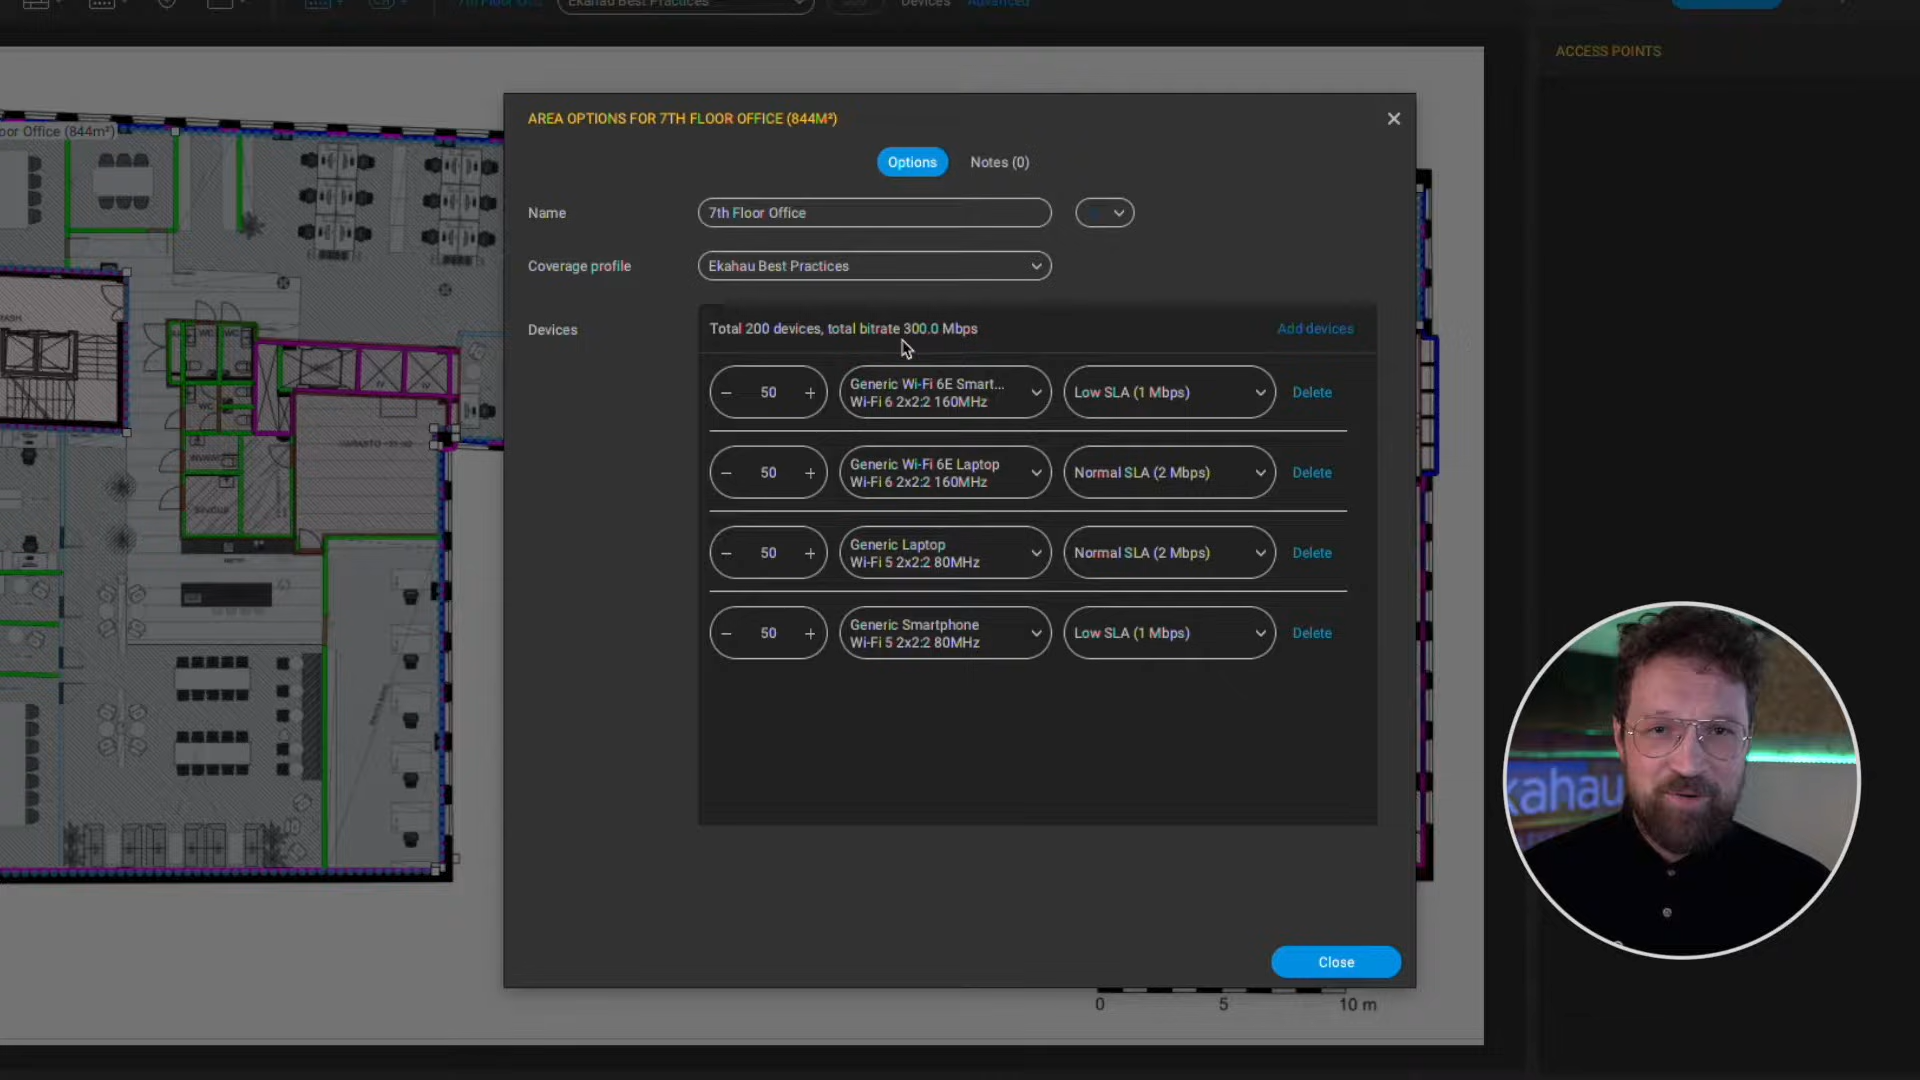 Ekahau Best Practices
Devices
Advanced
ACCESS POINTS
oor Office (844m²)
AREA OPTIONS FOR 7TH FLOOR OFFICE (844M²)
Options
Notes (0)
Name
7th Floor Office
Coverage profile
Ekahau Best Practices
Devices
Total 200 devices, total bitrate 300.0 Mbps
Add devices
50
Generic Wi-Fi 6E Smart...
Wi-Fi 6 2x2:2 160MHz
Low SLA (1 Mbps)
Delete
50
Generic Wi-Fi 6E Laptop
Wi-Fi 6 2x2:2 160MHz
Normal SLA (2 Mbps)
Delete
50
Generic Laptop
Wi-Fi 5 2x2:2 80MHz
Normal SLA (2 Mbps)
Delete
50
Generic Smartphone
Wi-Fi 5 2x2:2 80MHz
Low SLA (1 Mbps)
Delete
kahau
Close
0 5 10 m